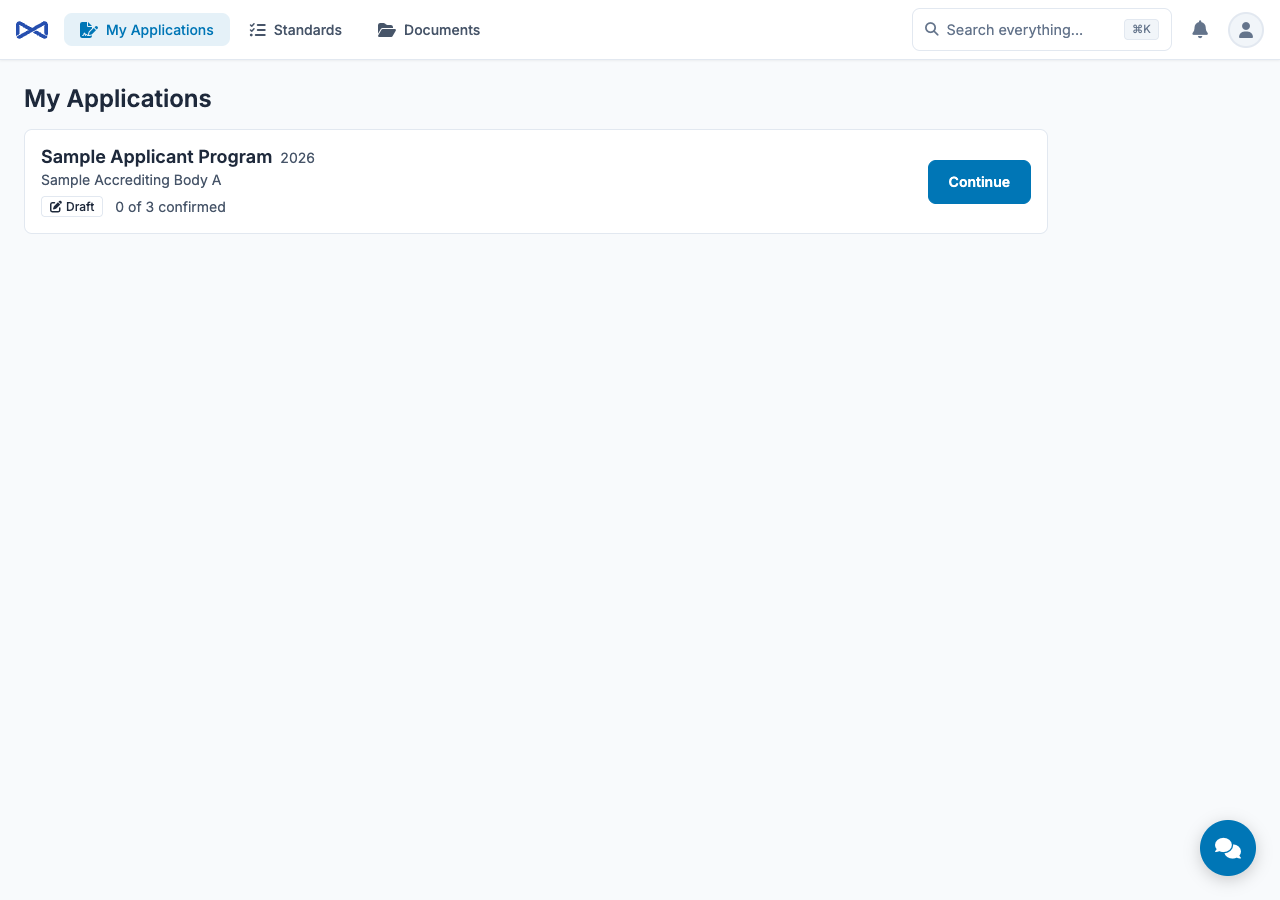 My Applications
Standards
Documents
Search everything...
⌘K
My Applications
Sample Applicant Program 2026
Sample Accrediting Body A
Draft 0 of 3 confirmed
Continue